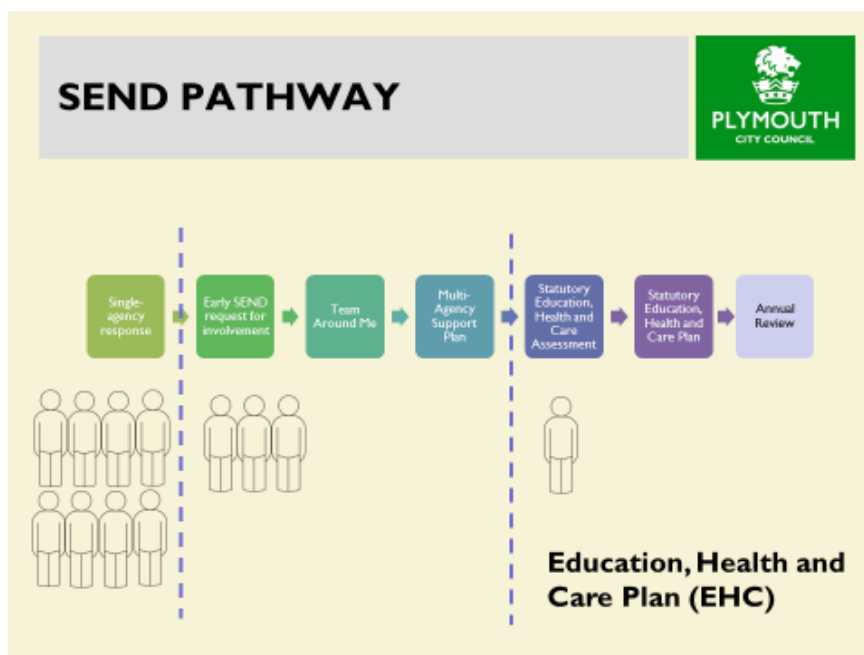 SEND PATHWAY
PLYMOUTH
CITY COUNCIL
Single-
agency
response
Early SEND
request for
involvement
Team
Around Me
Multi-
Agency
Support
Plan
Statutory
Education,
Health and
Care
Assessment
Statutory
Education,
Health and
Care Plan
Annual
Review
Education, Health and
Care Plan (EHC)